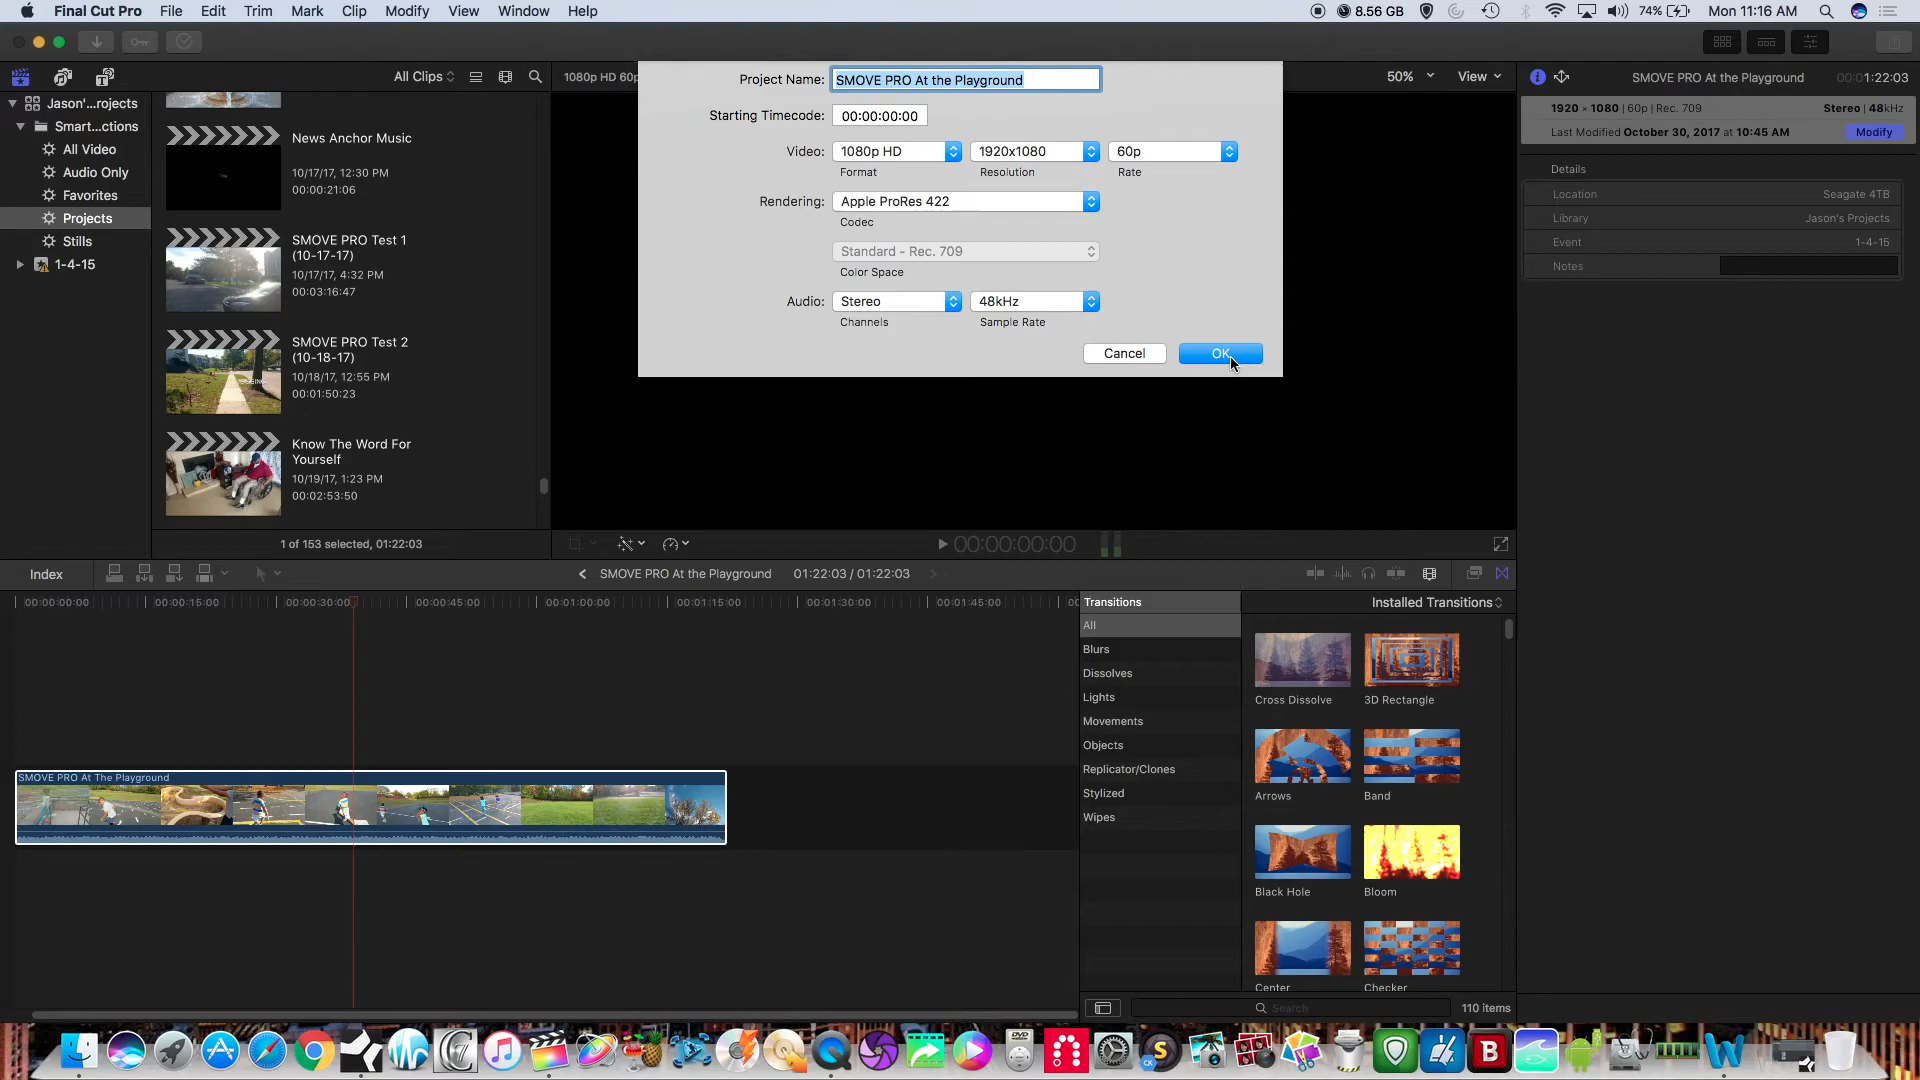 Final Cut Pro File Edit Trim Mark Clip Modify View Window Help
8.56 GB 74% Mon 11:16 AM
All Clips
1080p HD 60p
50% View
SMOVE PRO At the Playground 00:00:01:22:03
1920 × 1080 | 60p | Rec. 709 Stereo | 48kHz
Last Modified October 30, 2017 at 10:45 AM Modify
Details
Location Seagate 4TB
Library Jason's Projects
Event 1-4-15
Notes
Jason'...rojects
Smart...ctions
All Video
Audio Only
Favorites
Projects
Stills
1-4-15
News Anchor Music
10/17/17, 12:30 PM
00:00:21:06
SMOVE PRO Test 1
(10-17-17)
10/17/17, 4:32 PM
00:03:16:47
SMOVE PRO Test 2
(10-18-17)
10/18/17, 12:55 PM
00:01:50:23
Know The Word For
Yourself
10/19/17, 1:23 PM
00:02:53:50
1 of 153 selected, 01:22:03
Project Name: SMOVE PRO At the Playground
Starting Timecode: 00:00:00:00
Video: 1080p HD 1920x1080 60p
Format Resolution Rate
Rendering: Apple ProRes 422
Codec
Standard - Rec. 709
Color Space
Audio: Stereo 48kHz
Channels Sample Rate
Cancel OK
00:00:00:00
Index
SMOVE PRO At the Playground 01:22:03 / 01:22:03
00:00:00:00 00:00:15:00 00:00:30:00 00:00:45:00 00:01:00:00 00:01:15:00 00:01:30:00 00:01:45:00
SMOVE PRO At The Playground
Transitions
All
Blurs
Dissolves
Lights
Movements
Objects
Replicator/Clones
Stylized
Wipes
Installed Transitions
Cross Dissolve 3D Rectangle
Arrows Band
Black Hole Bloom
Center Checker
Search
110 items